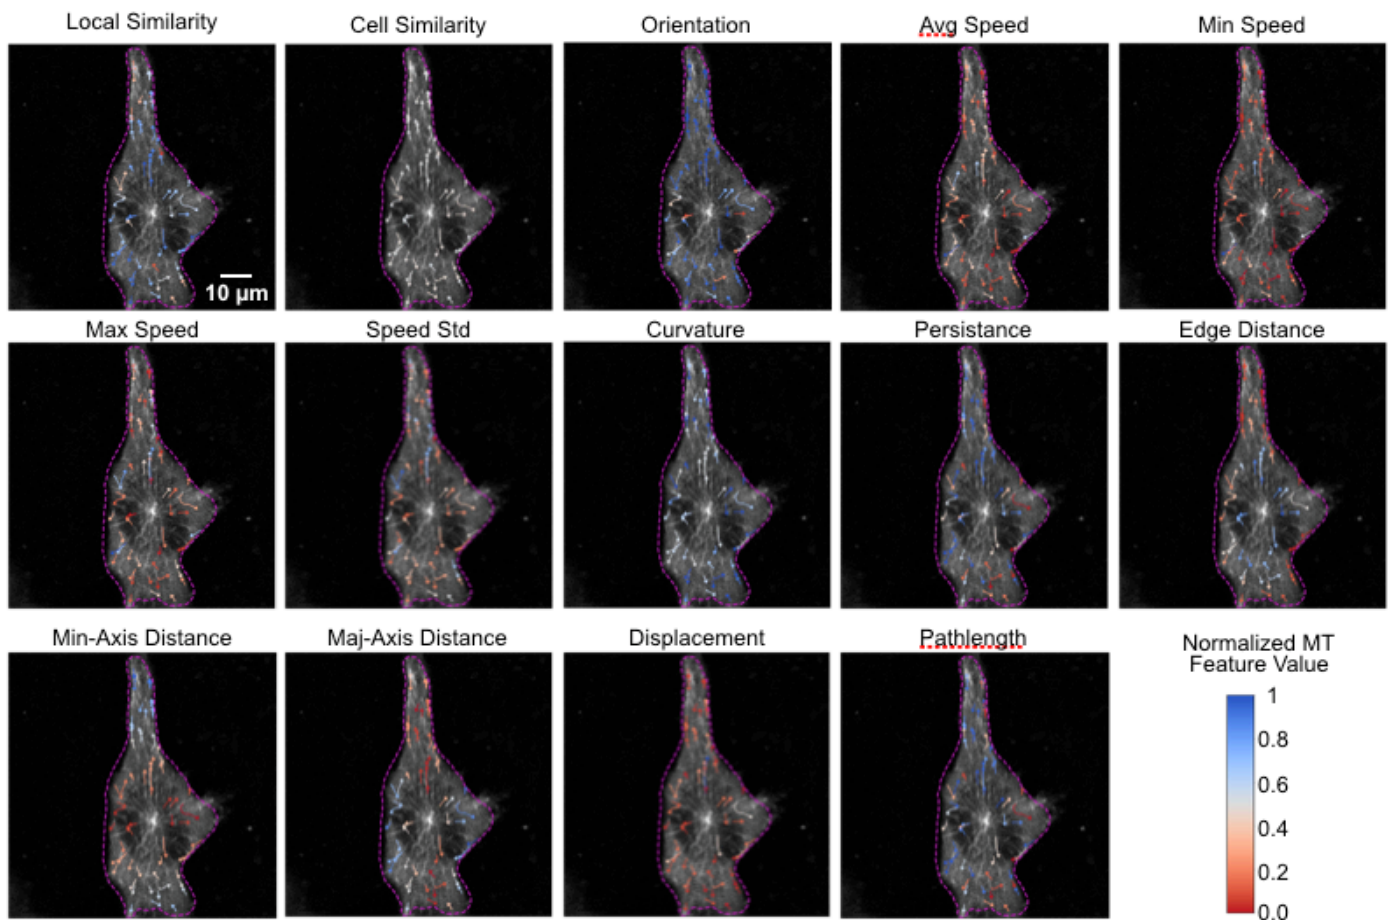 Local Similarity
Cell Similarity
Orientation
Avg Speed
Min Speed
10 µm
Max Speed
Speed Std
Curvature
Persistance
Edge Distance
Min-Axis Distance
Maj-Axis Distance
Displacement
Pathlength
Normalized MT
Feature Value
1
0.8
0.6
0.4
0.2
0.0